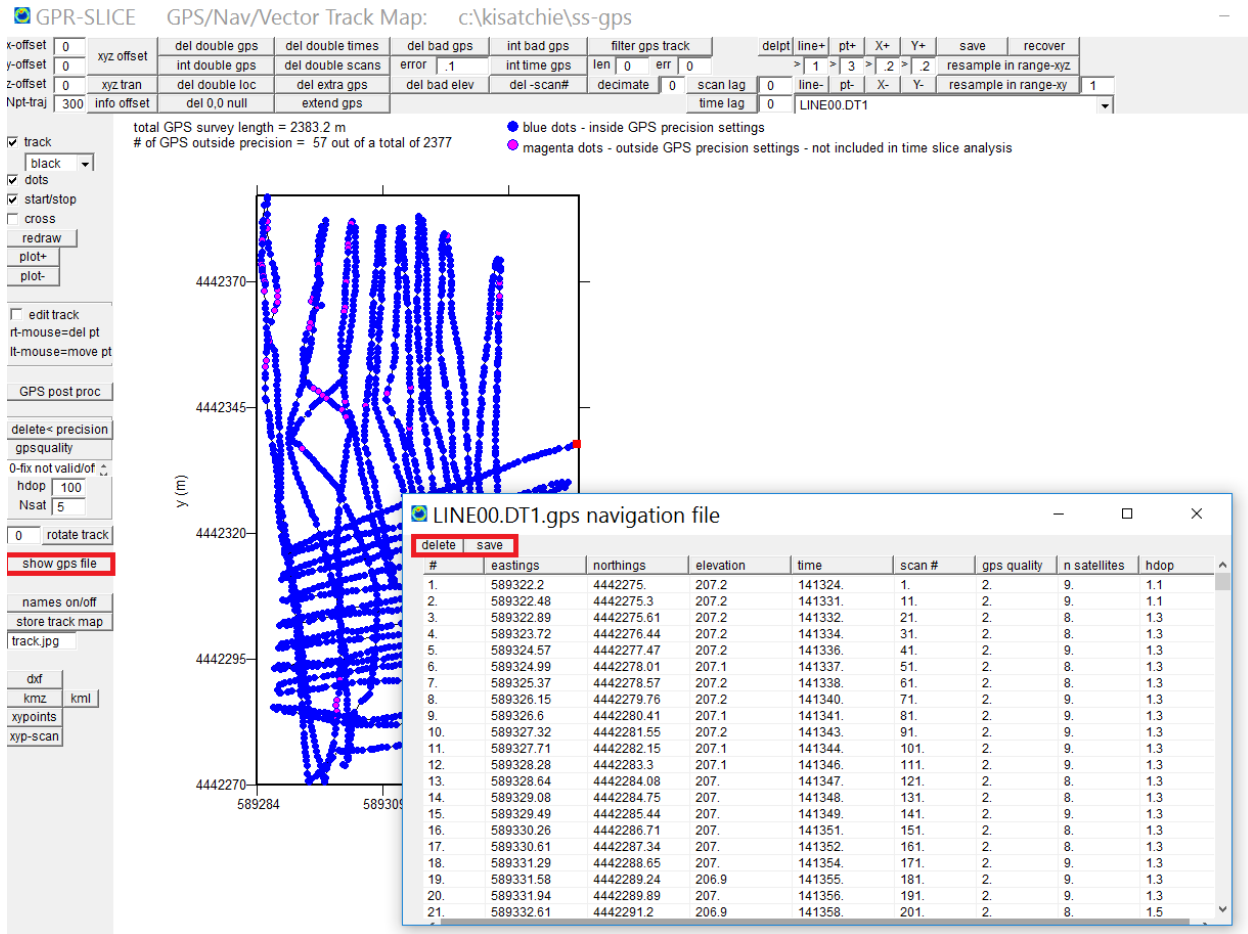 GPR-SLICE GPS/Nav/Vector Track Map: c:\kisatchie\ss-gps
x-offset 0 xyz offset del double gps del double times del bad gps int bad gps filter gps track delpt line+ pt+ X+ Y+ save recover
y-offset 0 int double gps del double scans error .1 int time gps len 0 err 0 > 1 > 3 > .2 > .2 resample in range-xyz
z-offset 0 xyz tran del double loc del extra gps del bad elev del -scan# decimate 0 scan lag 0 line- pt- X- Y- resample in range-xy 1
Npt-traj 300 info offset del 0,0 null extend gps time lag 0 LINE00.DT1
total GPS survey length = 2383.2 m
# of GPS outside precision = 57 out of a total of 2377
blue dots - inside GPS precision settings
magenta dots - outside GPS precision settings - not included in time slice analysis
track
black
dots
start/stop
cross
redraw
plot+
plot-
edit track
rt-mouse=del pt
lt-mouse=move pt
GPS post proc
delete< precision
gpsquality
0-fix not valid/of
hdop 100
Nsat 5
0 rotate track
show gps file
names on/off
store track map
track.jpg
dxf
kmz kml
xypoints
xyp-scan
4442370
4442345
y (m)
4442320
4442295
4442270
589284 589309
LINE00.DT1.gps navigation file
delete save
# eastings northings elevation time scan # gps quality n satellites hdop
1. 589322.2 4442275. 207.2 141324. 1. 2. 9. 1.1
2. 589322.48 4442275.3 207.2 141331. 11. 2. 9. 1.1
3. 589322.89 4442275.61 207.2 141332. 21. 2. 8. 1.3
4. 589323.72 4442276.44 207.2 141334. 31. 2. 8. 1.3
5. 589324.57 4442277.47 207.2 141336. 41. 2. 9. 1.3
6. 589324.99 4442278.01 207.1 141337. 51. 2. 8. 1.3
7. 589325.37 4442278.57 207.2 141338. 61. 2. 8. 1.3
8. 589326.15 4442279.76 207.2 141340. 71. 2. 9. 1.3
9. 589326.6 4442280.41 207.1 141341. 81. 2. 9. 1.3
10. 589327.32 4442281.55 207.2 141343. 91. 2. 9. 1.3
11. 589327.71 4442282.15 207.1 141344. 101. 2. 9. 1.3
12. 589328.28 4442283.3 207.1 141346. 111. 2. 9. 1.3
13. 589328.64 4442284.08 207. 141347. 121. 2. 8. 1.3
14. 589329.08 4442284.75 207. 141348. 131. 2. 8. 1.3
15. 589329.49 4442285.44 207. 141349. 141. 2. 9. 1.3
16. 589330.26 4442286.71 207. 141351. 151. 2. 8. 1.3
17. 589330.61 4442287.34 207. 141352. 161. 2. 8. 1.3
18. 589331.29 4442288.65 207. 141354. 171. 2. 9. 1.3
19. 589331.58 4442289.24 206.9 141355. 181. 2. 9. 1.3
20. 589331.94 4442289.89 207. 141356. 191. 2. 9. 1.3
21. 589332.61 4442291.2 206.9 141358. 201. 2. 8. 1.5